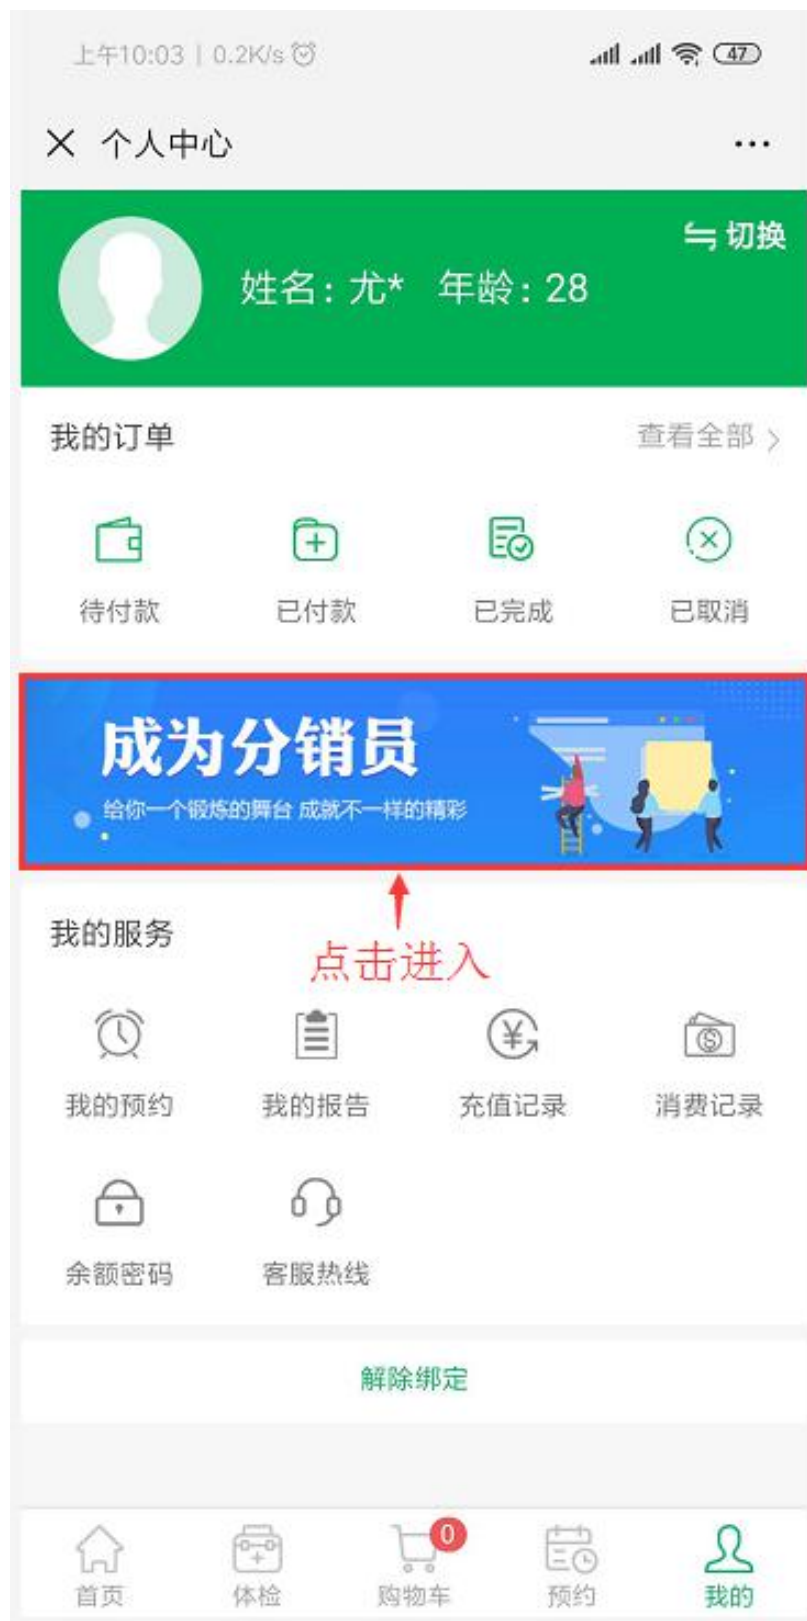 上午10:03 | 0.2K/s
47
个人中心
切换
姓名：尤* 年龄：28
我的订单 查看全部
待付款 已付款 已完成 已取消
成为分销员
给你一个锻炼的舞台 成就不一样的精彩
我的服务
点击进入
我的预约 我的报告 充值记录 消费记录
余额密码 客服热线
解除绑定
0
首页 体检 购物车 预约 我的